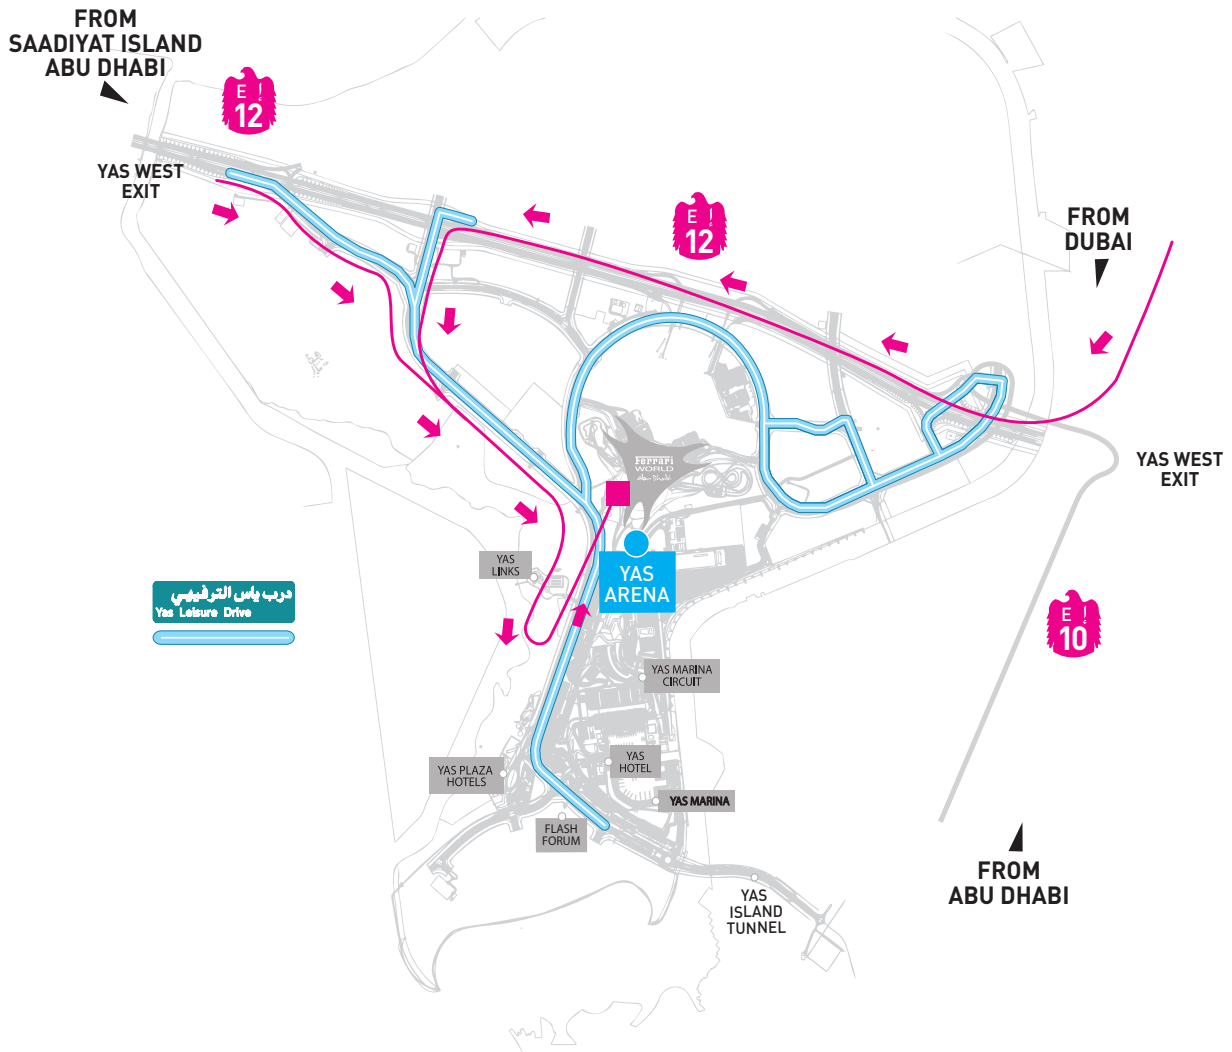 FROM
SAADIYAT ISLAND
ABU DHABI
E إ
12
YAS WEST
EXIT
E إ
12
FROM
DUBAI
Ferrari
WORLD
abu Dhabi
YAS WEST
EXIT
YAS
LINKS
YAS
ARENA
درب ياس الترفيهي
Yas Leisure Drive
E إ
10
YAS MARINA
CIRCUIT
YAS
HOTEL
YAS PLAZA
HOTELS
YAS MARINA
FLASH
FORUM
FROM
ABU DHABI
YAS
ISLAND
TUNNEL